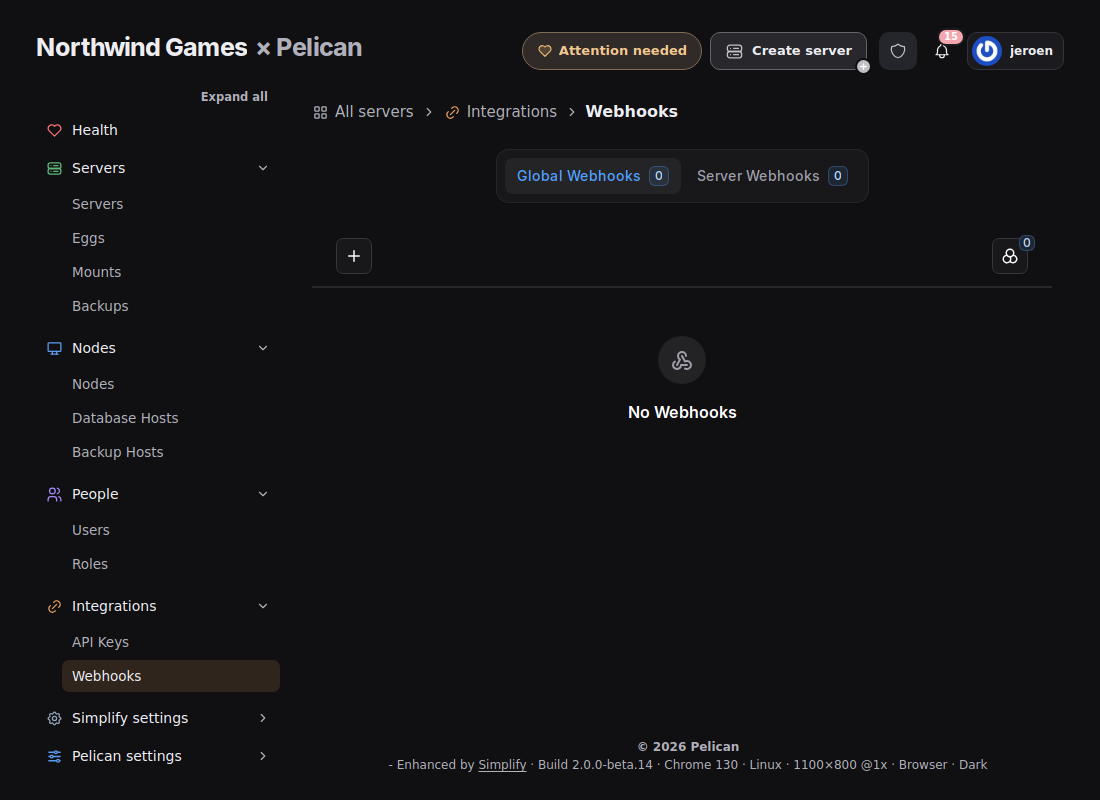 Northwind Games × Pelican
Attention needed
Create server
15
jeroen
Expand all
Health
Servers
Servers
Eggs
Mounts
Backups
Nodes
Nodes
Database Hosts
Backup Hosts
People
Users
Roles
Integrations
API Keys
Webhooks
Simplify settings
Pelican settings
All servers > Integrations > Webhooks
Global Webhooks 0 Server Webhooks 0
0
No Webhooks
© 2026 Pelican
- Enhanced by Simplify · Build 2.0.0-beta.14 · Chrome 130 · Linux · 1100×800 @1x · Browser · Dark